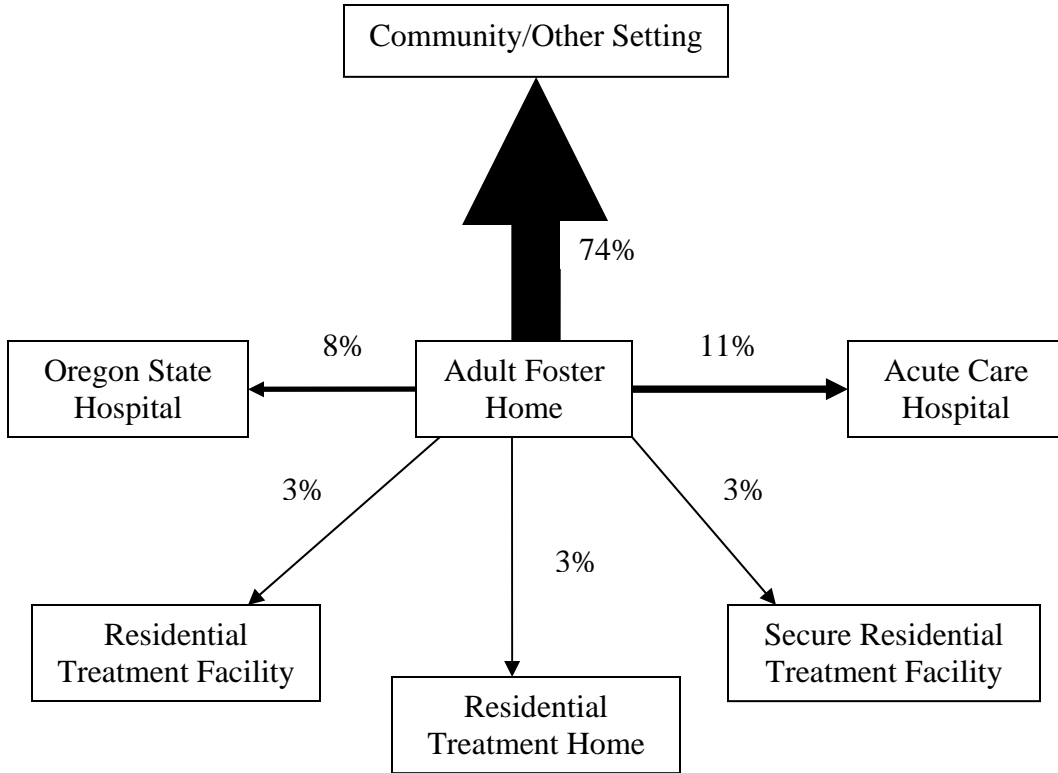 Community/Other Setting
74%
8%
11%
Oregon State
Hospital
Adult Foster
Home
Acute Care
Hospital
3%
3%
3%
Residential
Treatment Facility
Secure Residential
Treatment Facility
Residential
Treatment Home